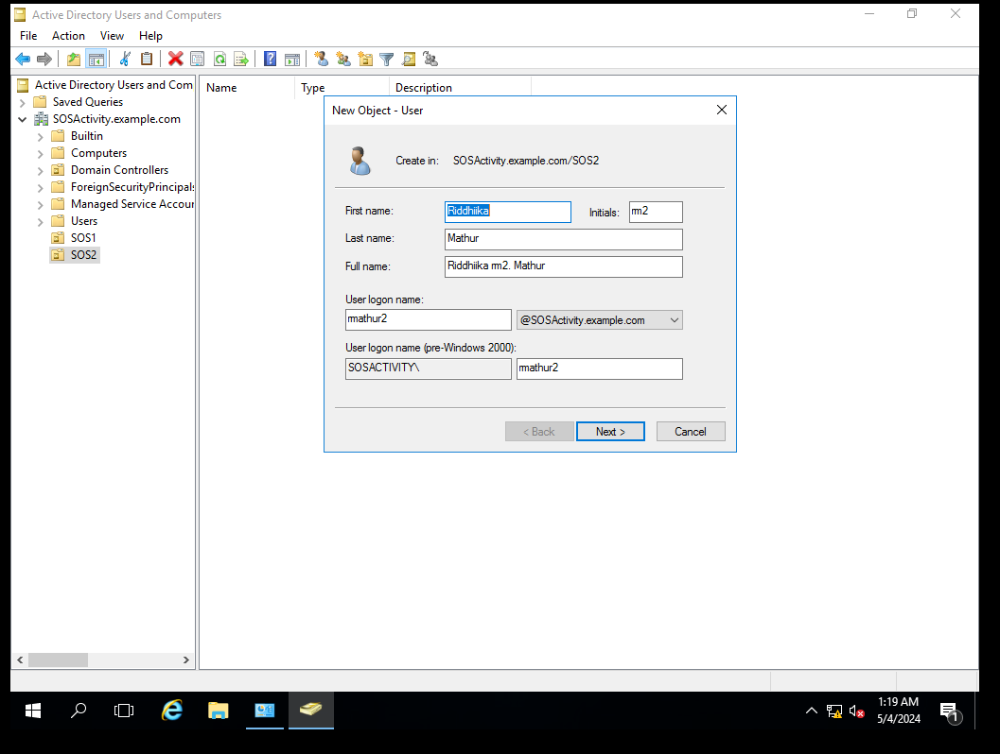 Active Directory Users and Computers
File Action View Help
Active Directory Users and Com
Saved Queries
SOSActivity.example.com
Builtin
Computers
Domain Controllers
ForeignSecurityPrincipals
Managed Service Accour
Users
SOS1
SOS2
Name Type Description
New Object - User
Create in: SOSActivity.example.com/SOS2
First name: Riddhiika Initials: rm2
Last name: Mathur
Full name: Riddhiika rm2. Mathur
User logon name:
mathur2 @SOSActivity.example.com
User logon name (pre-Windows 2000):
SOSACTIVITY\ mathur2
< Back Next > Cancel
1:19 AM
5/4/2024
1